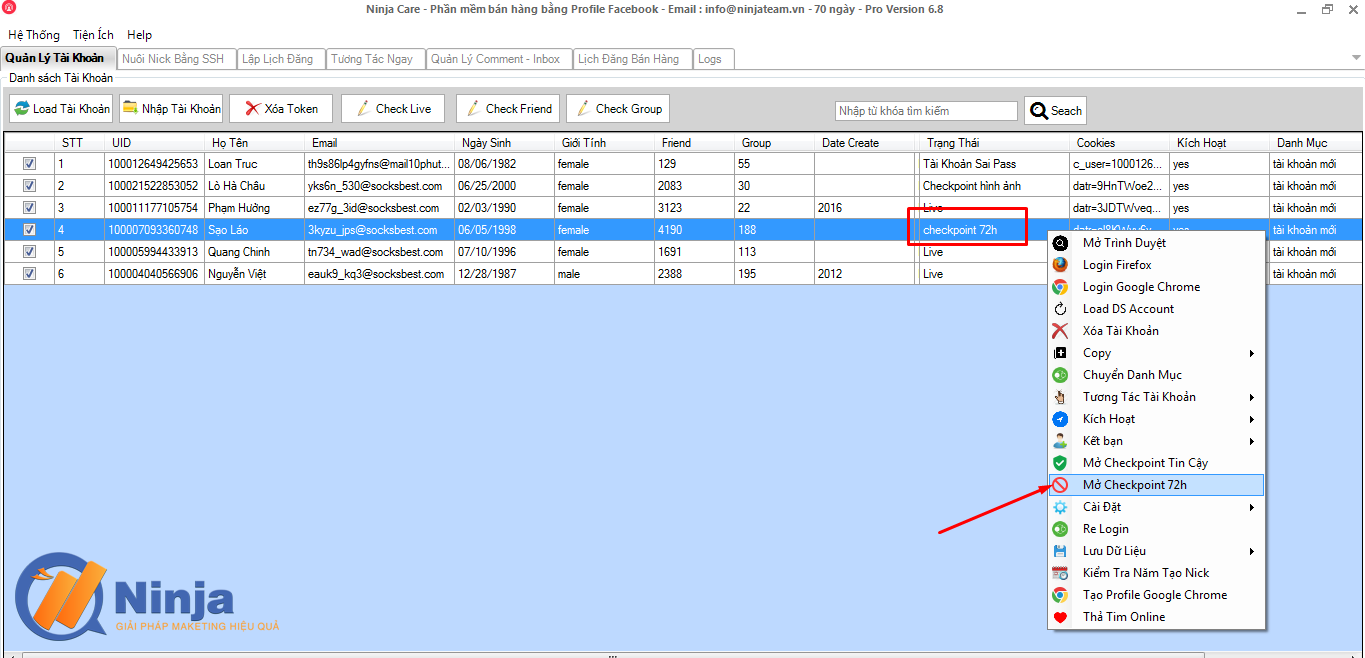 Ninja Care - Phần mềm bán hàng bằng Profile Facebook - Email : info@ninjateam.vn - 70 ngày - Pro Version 6.8
Hệ Thống Tiện Ích Help
Quản Lý Tài Khoản Nuôi Nick Bằng SSH Lập Lịch Đăng Tương Tác Ngay Quản Lý Comment - Inbox Lịch Đăng Bán Hàng Logs
Danh sách Tài Khoản
Load Tài Khoản Nhập Tài Khoản Xóa Token Check Live Check Friend Check Group Nhập từ khóa tìm kiếm Seach
STT UID Họ Tên Email Ngày Sinh Giới Tính Friend Group Date Create Trạng Thái Cookies Kích Hoạt Danh Mục
1 100012649425653 Loan Truc th9s86lp4gyfns@mail10phut... 08/06/1982 female 129 55 Tài Khoản Sai Pass c_user=1000126... yes tài khoản mới
2 100021522853052 Lò Hà Châu yks6n_530@socksbest.com 06/25/2000 female 2083 30 Checkpoint hình ảnh datr=9HnTWoe2... yes tài khoản mới
3 100011177105754 Phạm Hưởng ez77g_3id@socksbest.com 02/03/1990 female 3123 22 2016 Live datr=3JDTWveq... yes tài khoản mới
4 100007093360748 Sạo Láo 3kyzu_jps@socksbest.com 06/05/1998 female 4190 188 checkpoint 72h yes tài khoản mới
5 100005994433913 Quang Chinh tn734_wad@socksbest.com 07/10/1996 female 1691 113 Live tài khoản mới
6 100004040566906 Nguyễn Việt eauk9_kq3@socksbest.com 12/28/1987 male 2388 195 2012 Live tài khoản mới
Mở Trình Duyệt
Login Firefox
Login Google Chrome
Load DS Account
Xóa Tài Khoản
Copy
Chuyển Danh Mục
Tương Tác Tài Khoản
Kích Hoạt
Kết bạn
Mở Checkpoint Tin Cậy
Mở Checkpoint 72h
Cài Đặt
Re Login
Lưu Dữ Liệu
Kiểm Tra Năm Tạo Nick
Tạo Profile Google Chrome
Thả Tim Online
Ninja
GIẢI PHÁP MAKETING HIỆU QUẢ